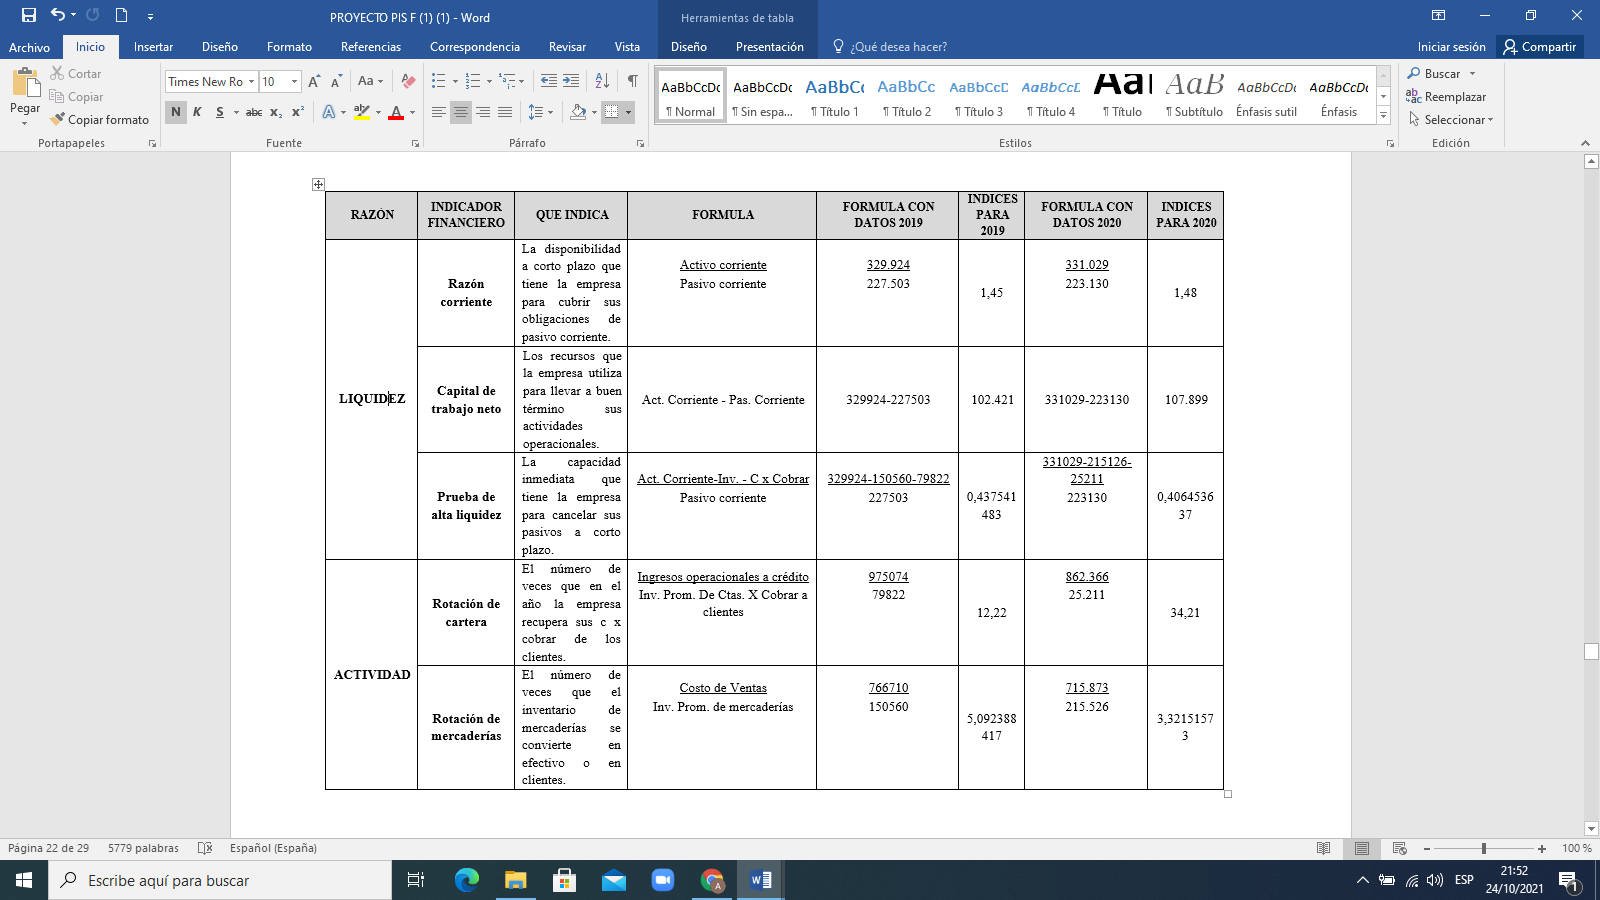 PROYECTO PIS F (1) (1) - Word
Herramientas de tabla
Archivo
Inicio
Insertar
Diseño
Formato
Referencias
Correspondencia
Revisar
Vista
Diseño
Presentación
¿Qué desea hacer?
Iniciar sesión
Compartir
Pegar
Cortar
Copiar
Copiar formato
Portapapeles
Times New Ro
10
Aa
N K S abc x₂ x²
Fuente
Párrafo
AaBbCcDc
¶ Normal
AaBbCcDc
¶ Sin espa...
AaBbCc
¶ Título 1
AaBbCc
¶ Título 2
AaBbCcD
¶ Título 3
AaBbCcD
¶ Título 4
AaI
¶ Título
AaB
¶ Subtítulo
AaBbCcDc
Énfasis sutil
AaBbCcDc
Énfasis
Estilos
Buscar
Reemplazar
Seleccionar
Edición
RAZÓN
INDICADOR
FINANCIERO
QUE INDICA
FORMULA
FORMULA CON
DATOS 2019
INDICES
PARA
2019
FORMULA CON
DATOS 2020
INDICES
PARA 2020
LIQUIDEZ
Razón
corriente
La disponibilidad
a corto plazo que
tiene la empresa
para cubrir sus
obligaciones de
pasivo corriente.
Activo corriente
Pasivo corriente
329.924
227.503
1,45
331.029
223.130
1,48
Capital de
trabajo neto
Los recursos que
la empresa utiliza
para llevar a buen
término sus
actividades
operacionales.
Act. Corriente - Pas. Corriente
329924-227503
102.421
331029-223130
107.899
Prueba de
alta liquidez
La capacidad
inmediata que
tiene la empresa
para cancelar sus
pasivos a corto
plazo.
Act. Corriente-Inv. - C x Cobrar
Pasivo corriente
329924-150560-79822
227503
0,437541
483
331029-215126-
25211
223130
0,4064536
37
ACTIVIDAD
Rotación de
cartera
El número de
veces que en el
año la empresa
recupera sus c x
cobrar de los
clientes.
Ingresos operacionales a crédito
Inv. Prom. De Ctas. X Cobrar a
clientes
975074
79822
12,22
862.366
25.211
34,21
Rotación de
mercaderías
El número de
veces que el
inventario de
mercaderías se
convierte en
efectivo o en
clientes.
Costo de Ventas
Inv. Prom. de mercaderías
766710
150560
5,092388
417
715.873
215.526
3,3215157
3
Página 22 de 29
5779 palabras
Español (España)
100 %
Escribe aquí para buscar
ESP
21:52
24/10/2021
1